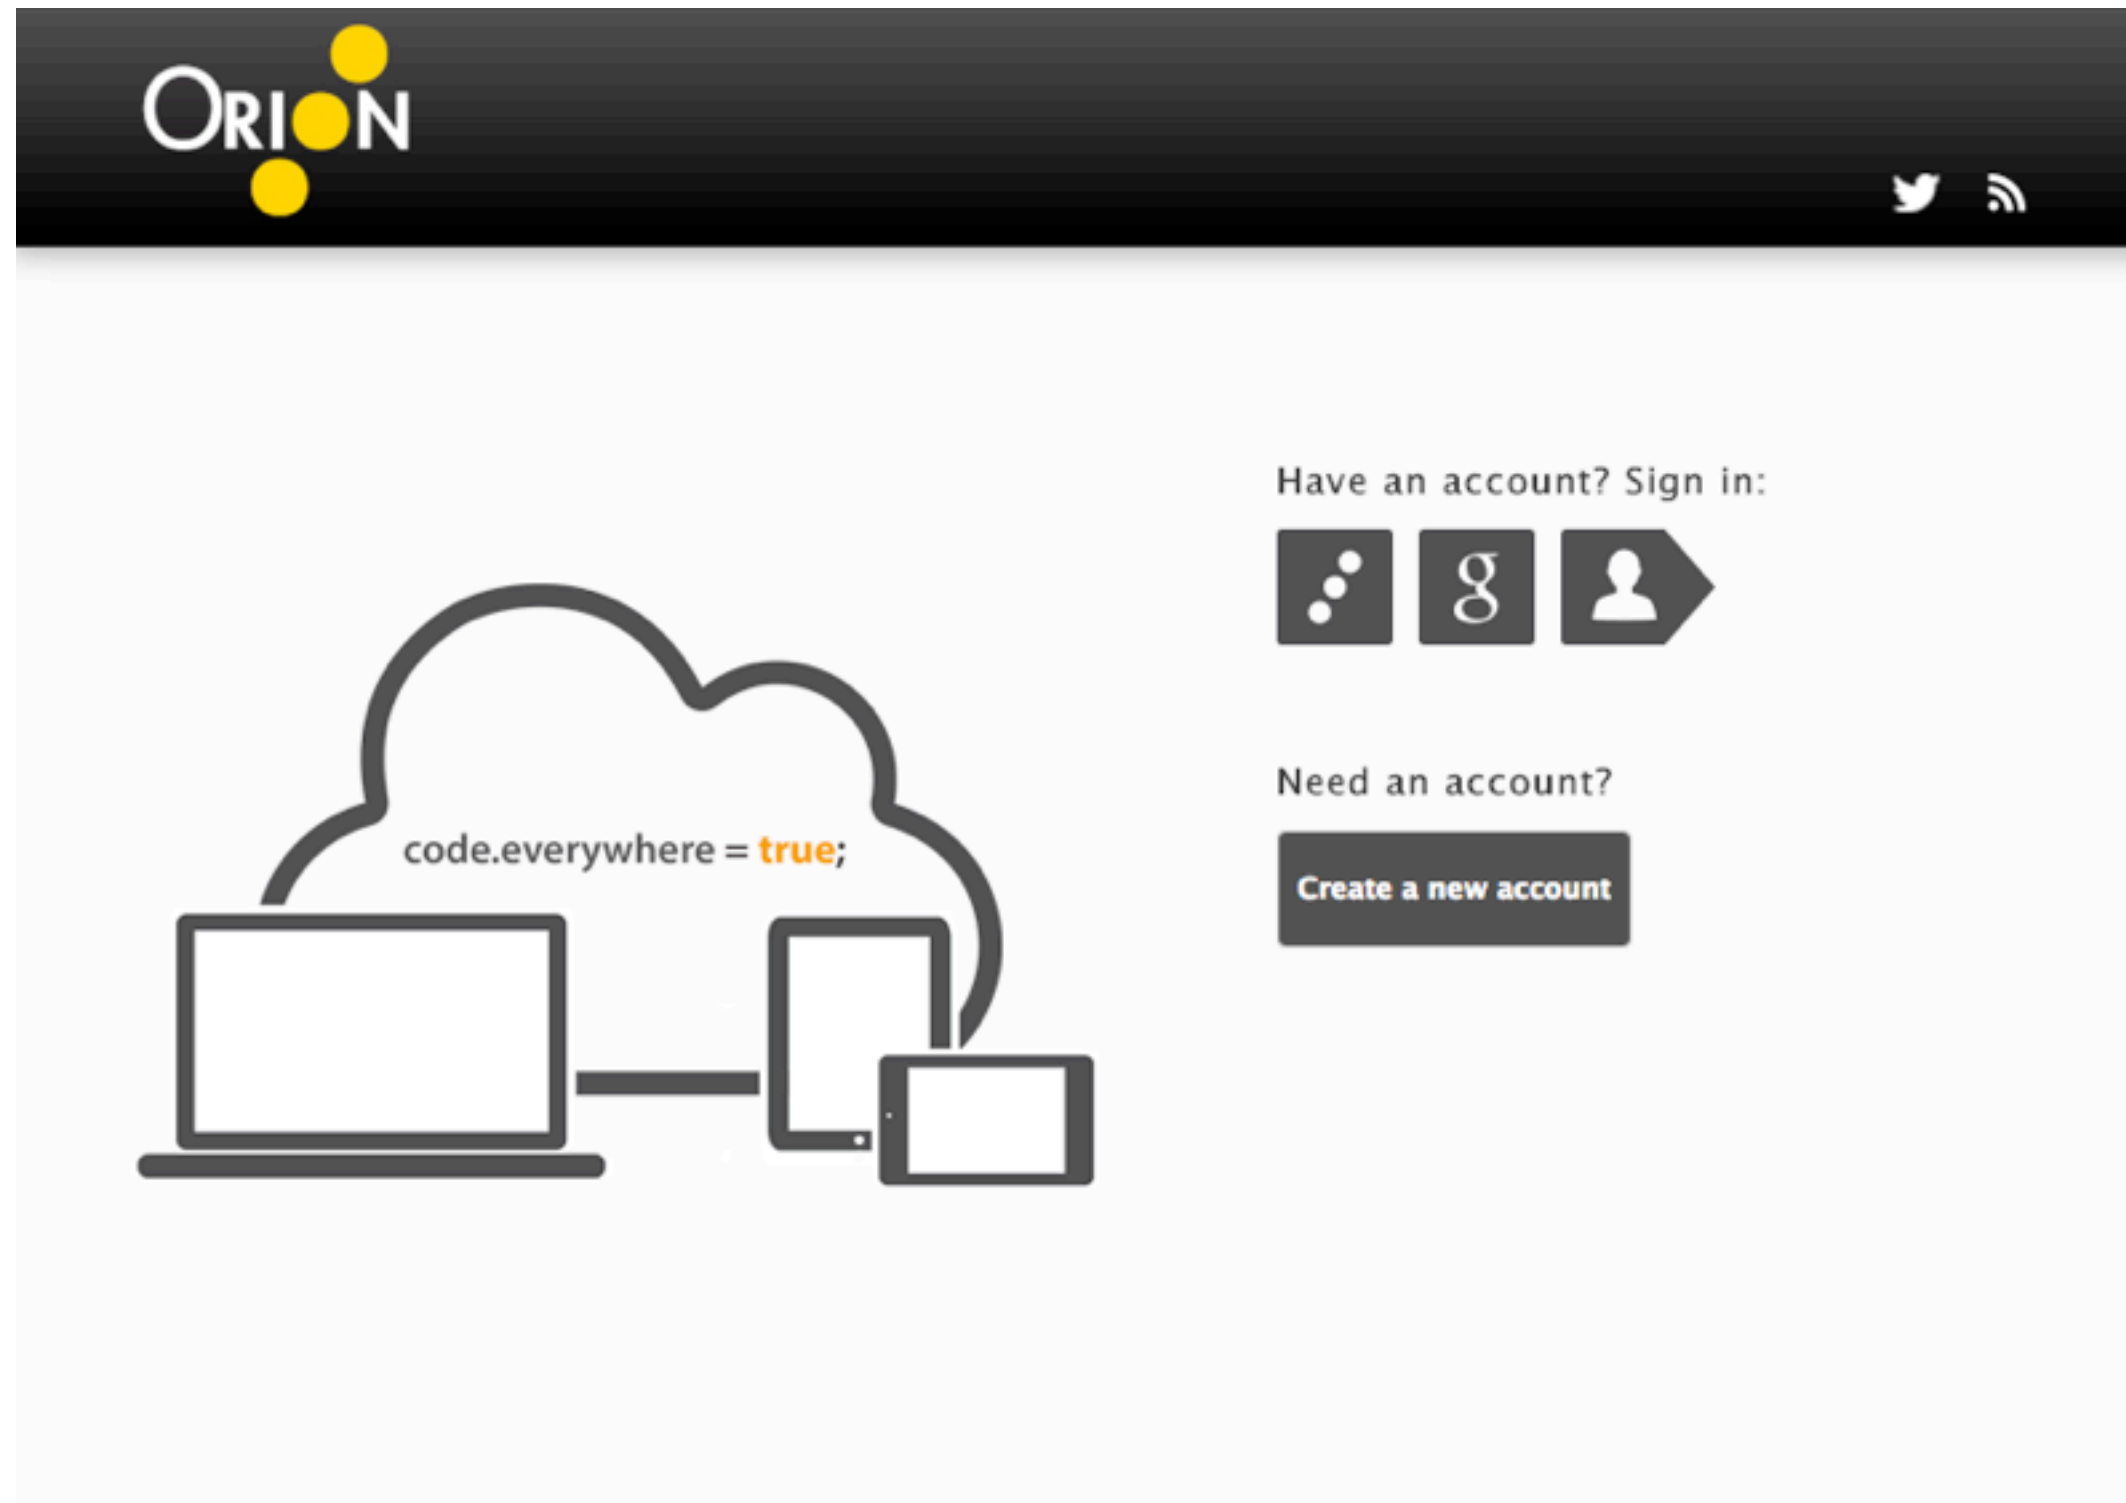 ORION
Have an account? Sign in:
g
code.everywhere = true;
Need an account?
Create a new account